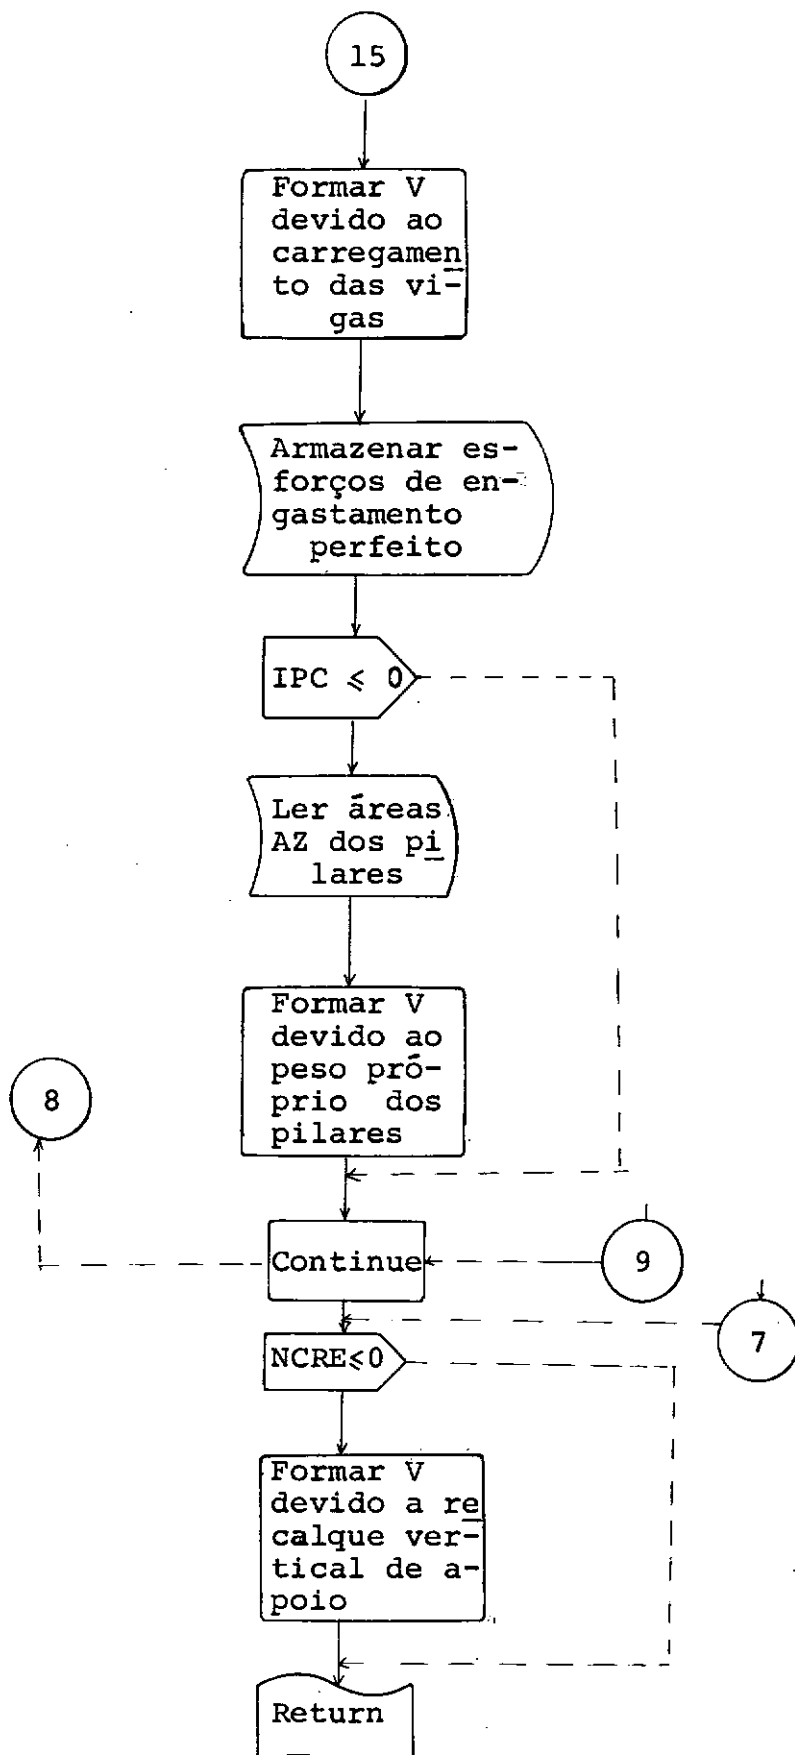 15
Formar V
devido ao
carregamen
to das vi-
gas
Armazenar es-
forços de en-
gastamento
perfeito
IPC ⩽ 0
Ler áreas
AZ dos pi
lares
Formar V
devido ao
peso pró-
prio dos
pilares
8
Continue
9
7
NCRE⩽0
Formar V
devido a re
calque ver-
tical de a-
poio
Return